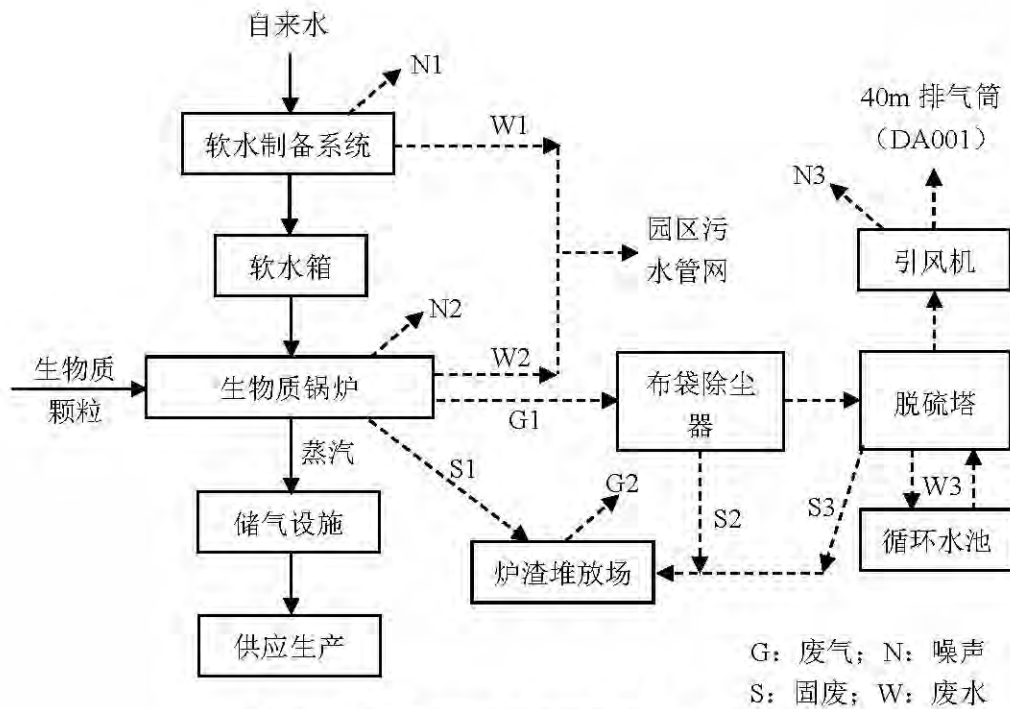 自来水
N1
40m 排气筒
（DA001）
软水制备系统
W1
N3
园区污
水管网
引风机
软水箱
N2
生物质
颗粒
生物质锅炉
W2
G1
布袋除尘
器
脱硫塔
蒸汽
S1
G2
S2
S3
W3
储气设施
炉渣堆放场
循环水池
供应生产
G：废气；N：噪声
S：固废；W：废水